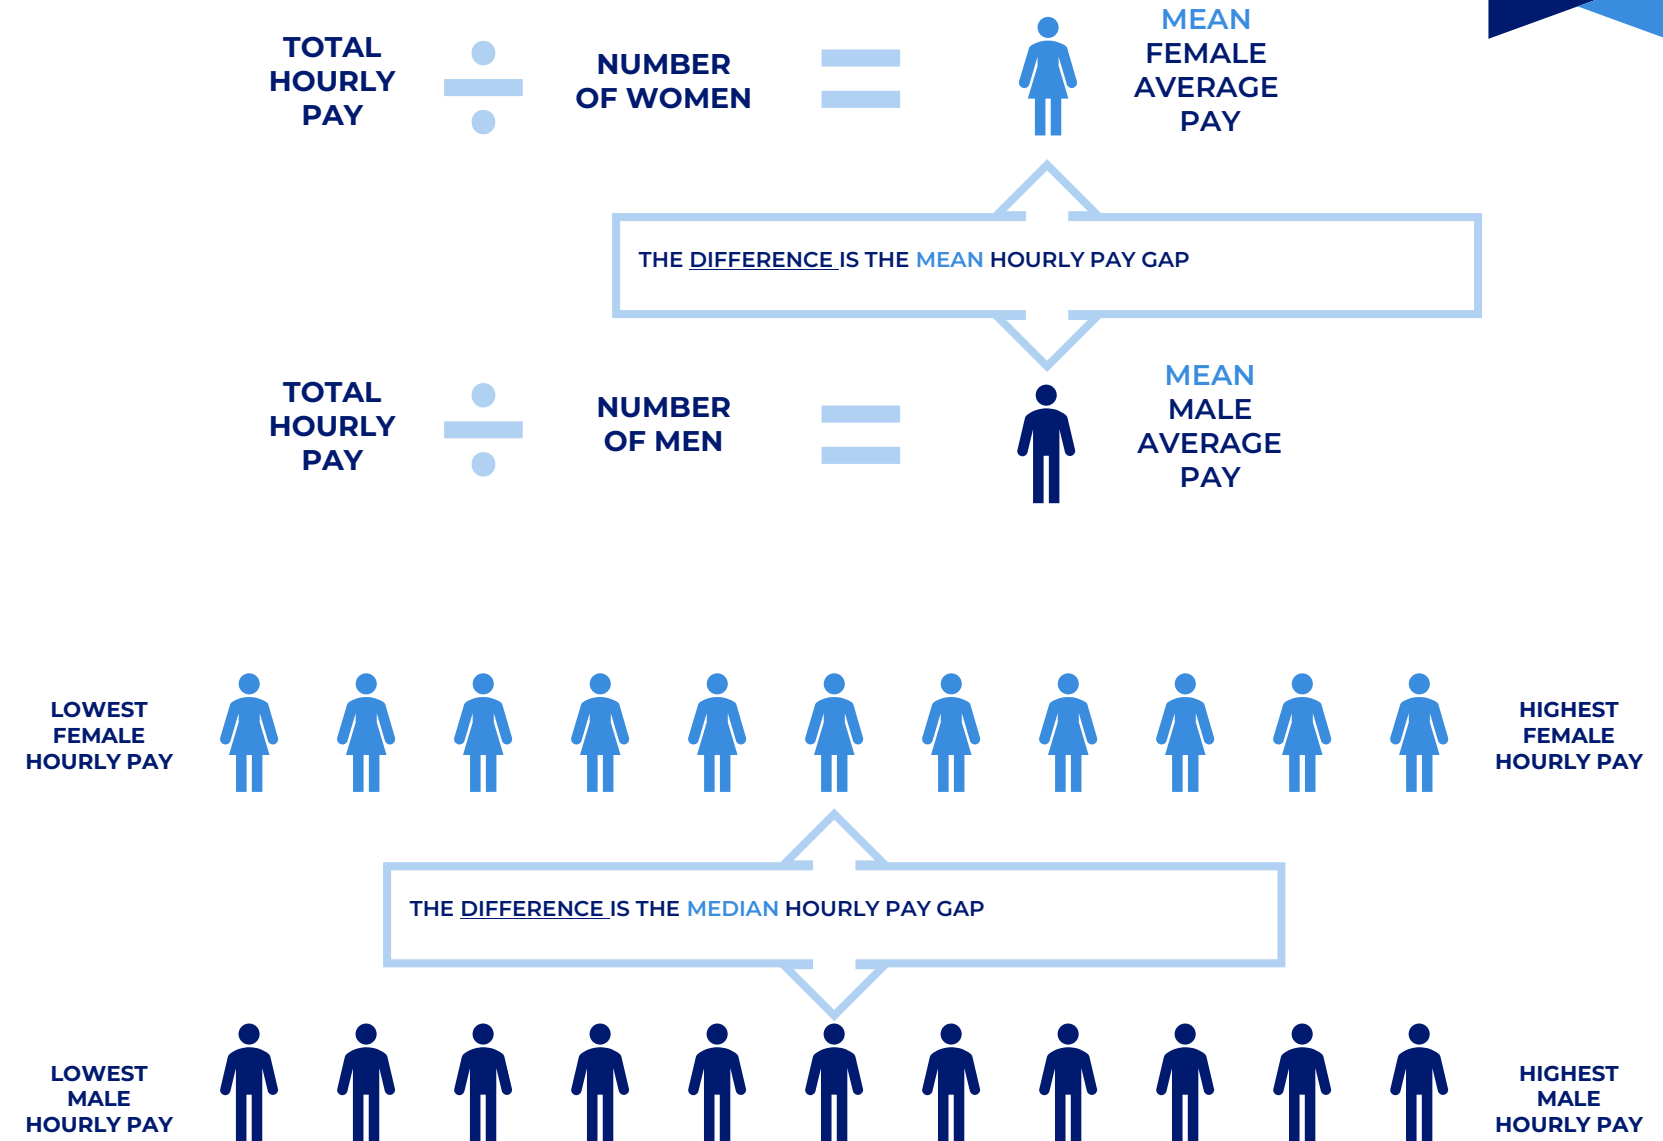 TOTAL
HOURLY
PAY
NUMBER
OF WOMEN
MEAN
FEMALE
AVERAGE
PAY
THE DIFFERENCE IS THE MEAN HOURLY PAY GAP
TOTAL
HOURLY
PAY
NUMBER
OF MEN
MEAN
MALE
AVERAGE
PAY
LOWEST
FEMALE
HOURLY PAY
HIGHEST
FEMALE
HOURLY PAY
THE DIFFERENCE IS THE MEDIAN HOURLY PAY GAP
LOWEST
MALE
HOURLY PAY
HIGHEST
MALE
HOURLY PAY